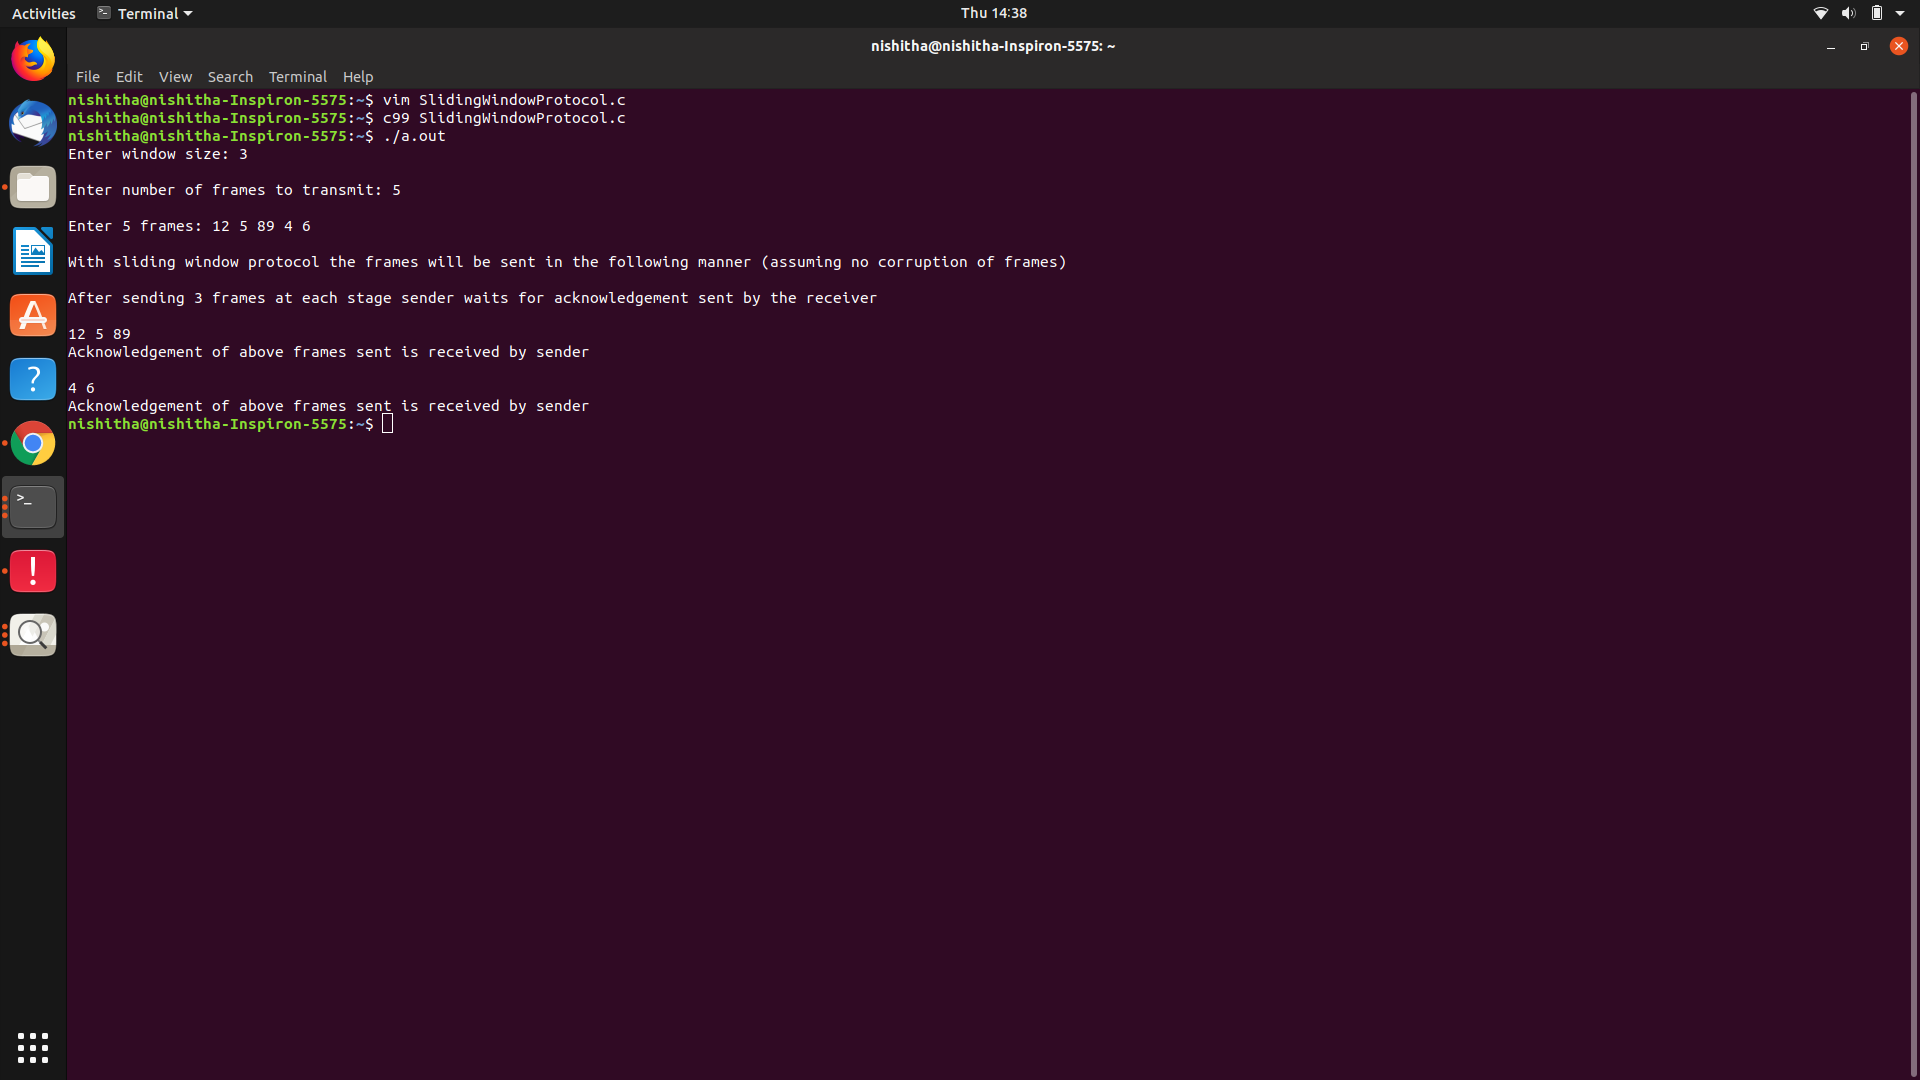 Activities Terminal Thu 14:38
nishitha@nishitha-Inspiron-5575: ~
File Edit View Search Terminal Help
nishitha@nishitha-Inspiron-5575:~$ vim SlidingWindowProtocol.c
nishitha@nishitha-Inspiron-5575:~$ c99 SlidingWindowProtocol.c
nishitha@nishitha-Inspiron-5575:~$ ./a.out
Enter window size: 3
Enter number of frames to transmit: 5
Enter 5 frames: 12 5 89 4 6
With sliding window protocol the frames will be sent in the following manner (assuming no corruption of frames)
After sending 3 frames at each stage sender waits for acknowledgement sent by the receiver
12 5 89
Acknowledgement of above frames sent is received by sender
4 6
Acknowledgement of above frames sent is received by sender
nishitha@nishitha-Inspiron-5575:~$